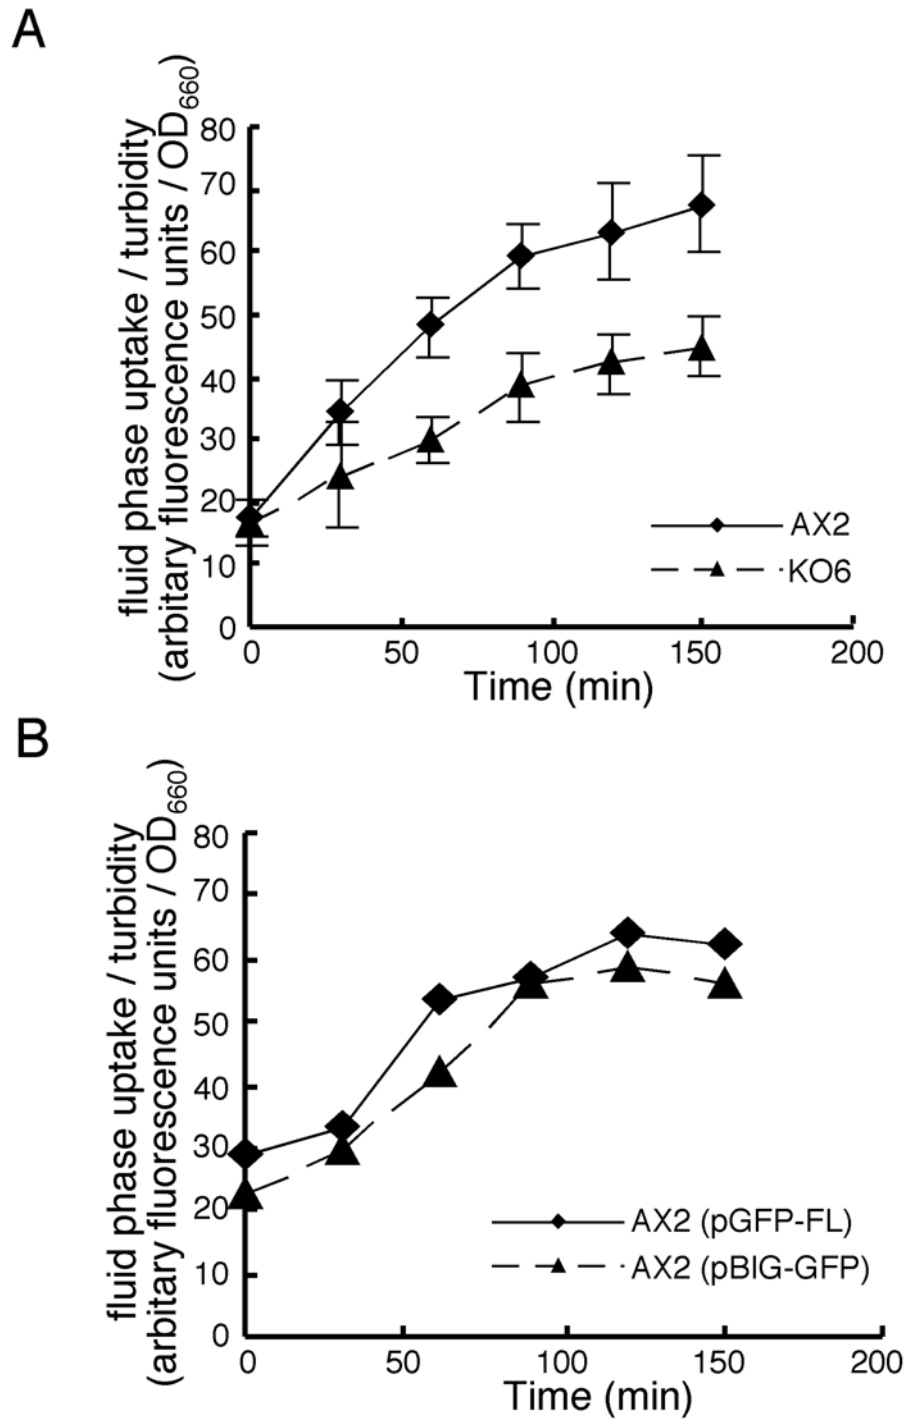 A
fluid phase uptake / turbidity
(arbitary fluorescence units / OD660)
80
70
60
50
40
30
20
10
0
AX2
KO6
0 50 100 150 200
Time (min)
B
fluid phase uptake / turbidity
(arbitary fluorescence units / OD660)
80
70
60
50
40
30
20
10
0
AX2 (pGFP-FL)
AX2 (pBIG-GFP)
0 50 100 150 200
Time (min)